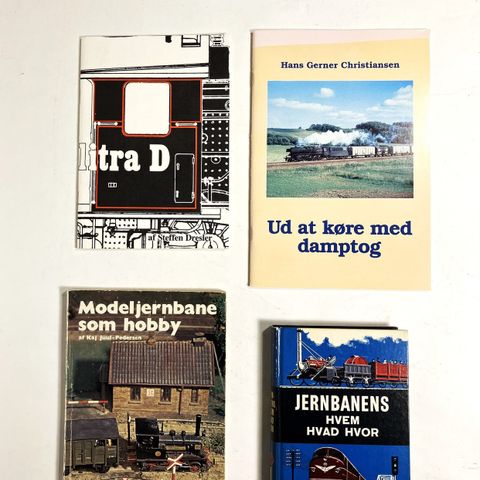 litra D
af Steffen Dresler
Hans Gerner Christiansen
Ud at køre med
damptog
Modeljernbane
som hobby
af Kaj Juul-Pedersen
JERNBANENS
HVEM
HVAD HVOR